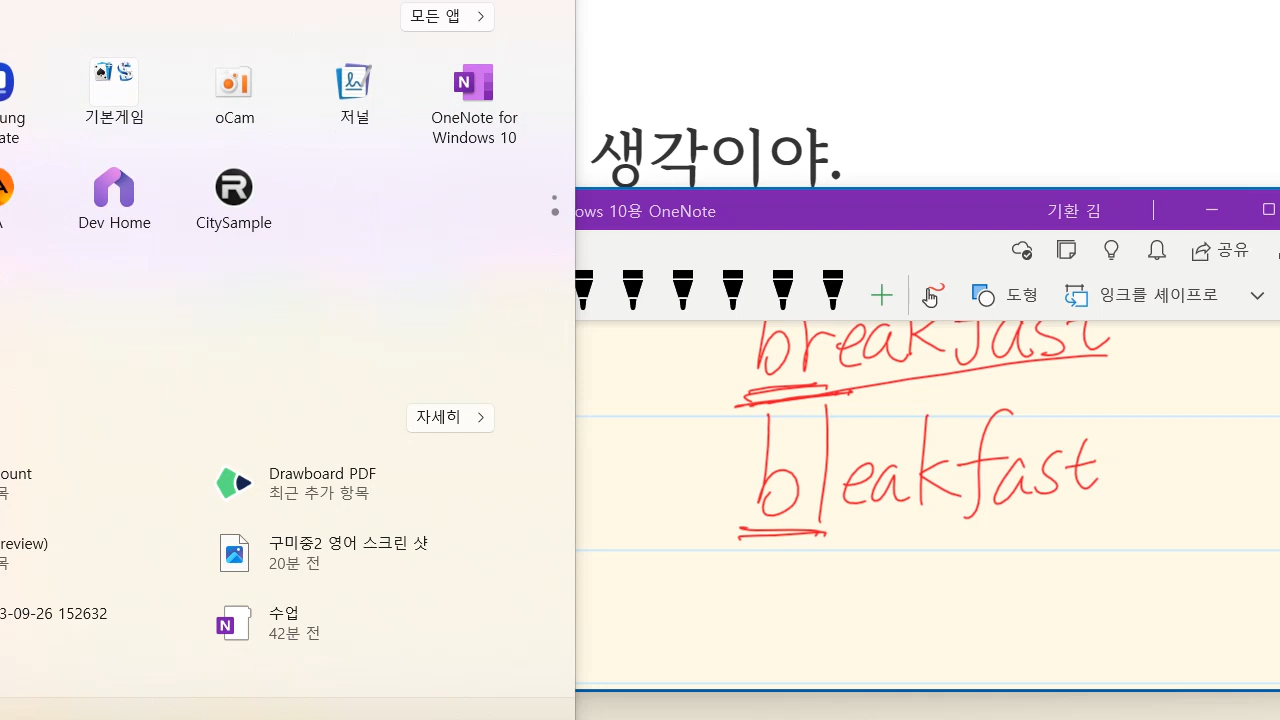 모든 앱
ung
ate
기본게임
oCam
저널
OneNote for
Windows 10
A
Dev Home
CitySample
자세히
ount
목
Drawboard PDF
최근 추가 항목
review)
목
구미중2 영어 스크린 샷
20분 전
3-09-26 152632
수업
42분 전
생각이야.
ows 10용 OneNote
기환 김
공유
도형
잉크를 셰이프로
breakfast
bleakfast